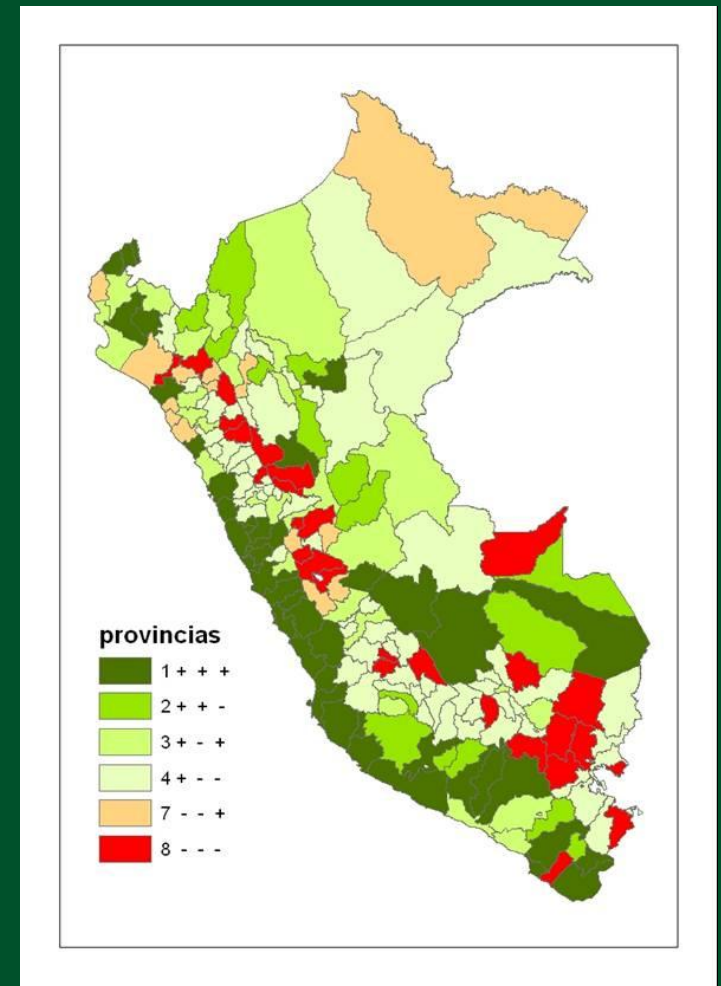 provincias
1 + + +
2 + + -
3 + - +
4 + - -
7 - - +
8 - - -